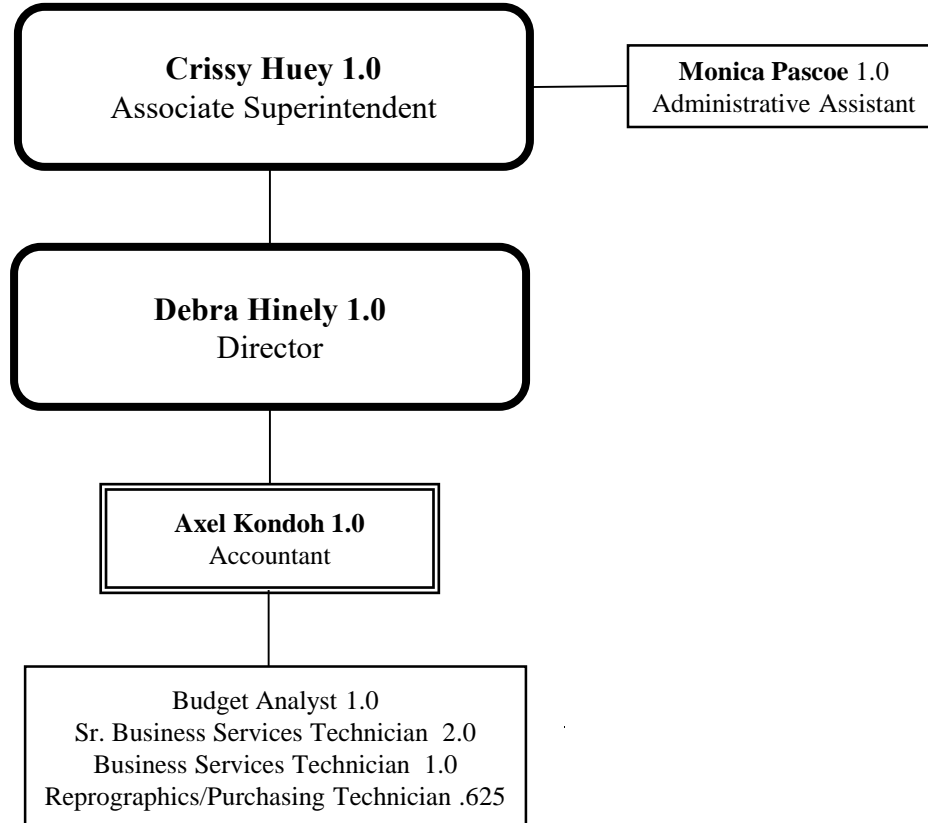 Crissy Huey 1.0
Associate Superintendent
Monica Pascoe 1.0
Administrative Assistant
Debra Hinely 1.0
Director
Axel Kondoh 1.0
Accountant
Budget Analyst 1.0
Sr. Business Services Technician 2.0
Business Services Technician 1.0
Reprographics/Purchasing Technician .625